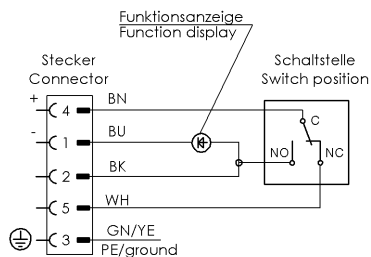 Funktionsanzeige
Function display
Stecker
Connector
Schaltstelle
Switch position
+ 4 BN
- 1 BU
2 BK
5 WH
3 GN/YE
PE/ground
C
NO NC